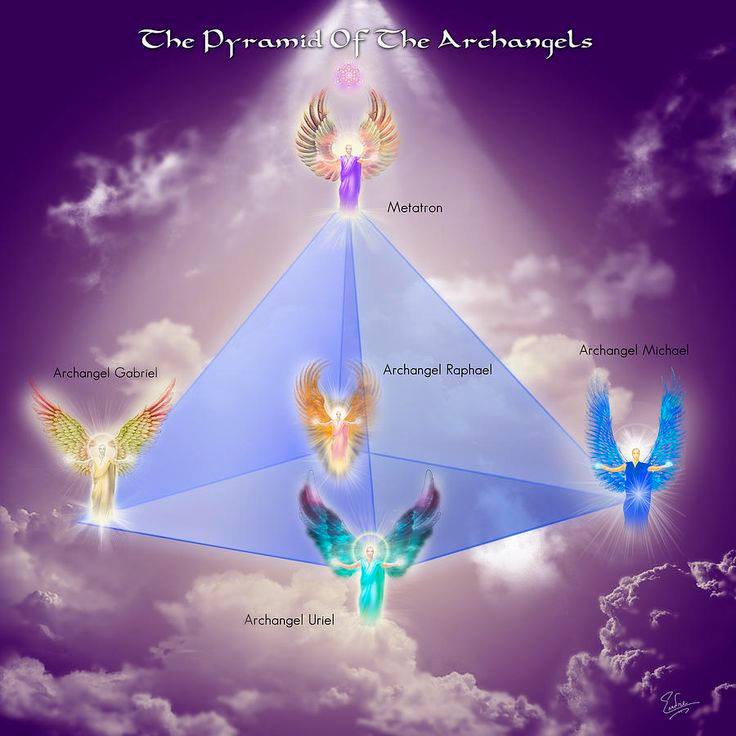 The Pyramid Of The Archangels
Metatron
Archangel Michael
Archangel Gabriel
Archangel Raphael
Archangel Uriel